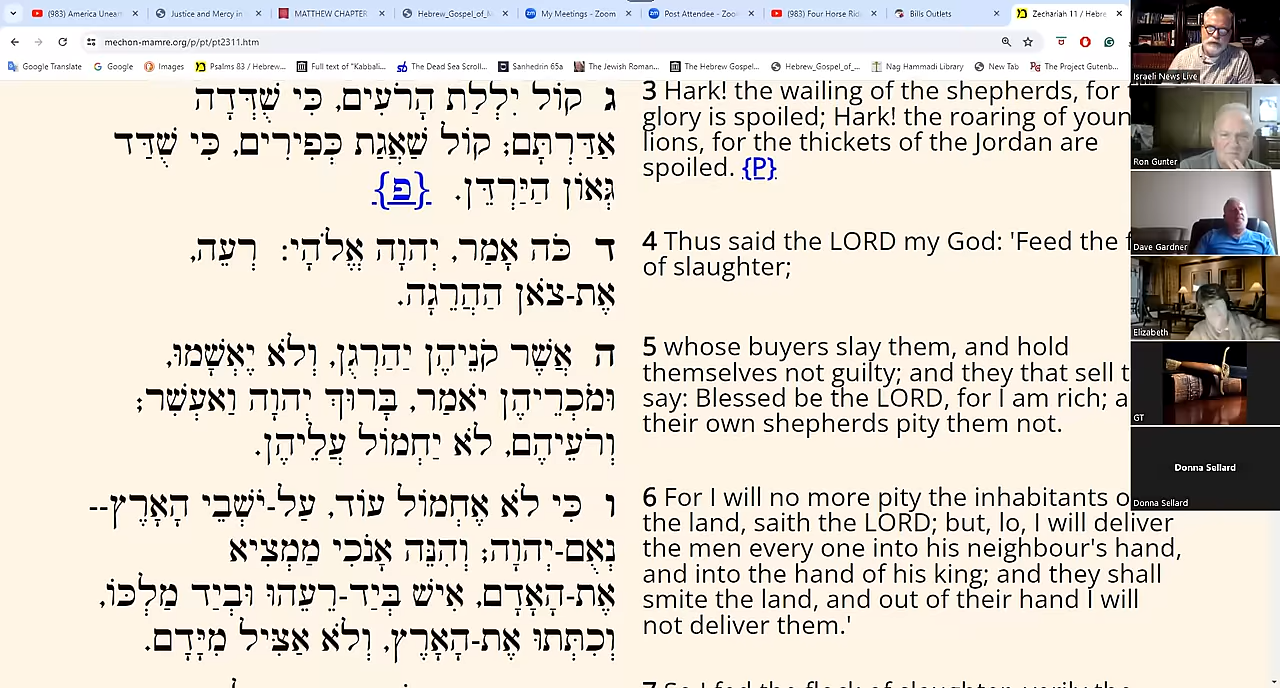 (983) America Unearn
Justice and Mercy in
MATTHEW CHAPTER
Hebrew_Gospel_of_M
My Meetings - Zoom
Post Attendee - Zoo
(983) Four Horse Rid
Bills Outlets
Zechariah 11 / Hebre
mechon-mamre.org/p/pt/pt2311.htm
Google Translate
Google
Images
Psalms 83 / Hebrew...
Full text of "Kabbali...
The Dead Sea Scroll...
Sanhedrin 65a
The Jewish Roman...
The Hebrew Gospel...
Hebrew_Gospel_of_...
Nag Hammadi Library
New Tab
The Project Gutenb...
ג קוֹל יִלְלַת הָרֹעִים, כִּי שֻׁדְּדָה
אַדַּרְתָּם; קוֹל שַׁאֲגַת כְּפִירִים, כִּי שֻׁדַּד
גְּאוֹן הַיַּרְדֵּן. {פ}
3 Hark! the wailing of the shepherds, for t
glory is spoiled; Hark! the roaring of youn
lions, for the thickets of the Jordan are
spoiled. {P}
ד כֹּה אָמַר, יְהוָה אֱלֹהָי: רְעֵה,
אֶת-צֹאן הַהֲרֵגָה.
4 Thus said the LORD my God: 'Feed the f
of slaughter;
ה אֲשֶׁר קֹנֵיהֶן יַהַרְגֻן, וְלֹא יֶאְשָׁמוּ,
וּמֹכְרֵיהֶן יֹאמַר, בָּרוּךְ יְהוָה וַאעְשִׁר;
וְרֹעֵיהֶם, לֹא יַחְמוֹל עֲלֵיהֶן.
5 whose buyers slay them, and hold
themselves not guilty; and they that sell t
say: Blessed be the LORD, for I am rich; a
their own shepherds pity them not.
ו כִּי לֹא אֶחְמוֹל עוֹד, עַל-יֹשְׁבֵי הָאָרֶץ--
נְאֻם-יְהוָה; וְהִנֵּה אָנֹכִי מַמְצִיא
אֶת-הָאָדָם, אִישׁ בְּיַד-רֵעֵהוּ וּבְיַד מַלְכּוֹ,
וְכִתְּתוּ אֶת-הָאָרֶץ, וְלֹא אַצִּיל מִיָּדָם.
6 For I will no more pity the inhabitants o
the land, saith the LORD; but, lo, I will deliver
the men every one into his neighbour's hand,
and into the hand of his king; and they shall
smite the land, and out of their hand I will
not deliver them.'
7 So I fed the flock of slaughter, verily the
Israeli News Live
Ron Gunter
Dave Gardner
Elizabeth
GT
Donna Sellard
Donna Sellard